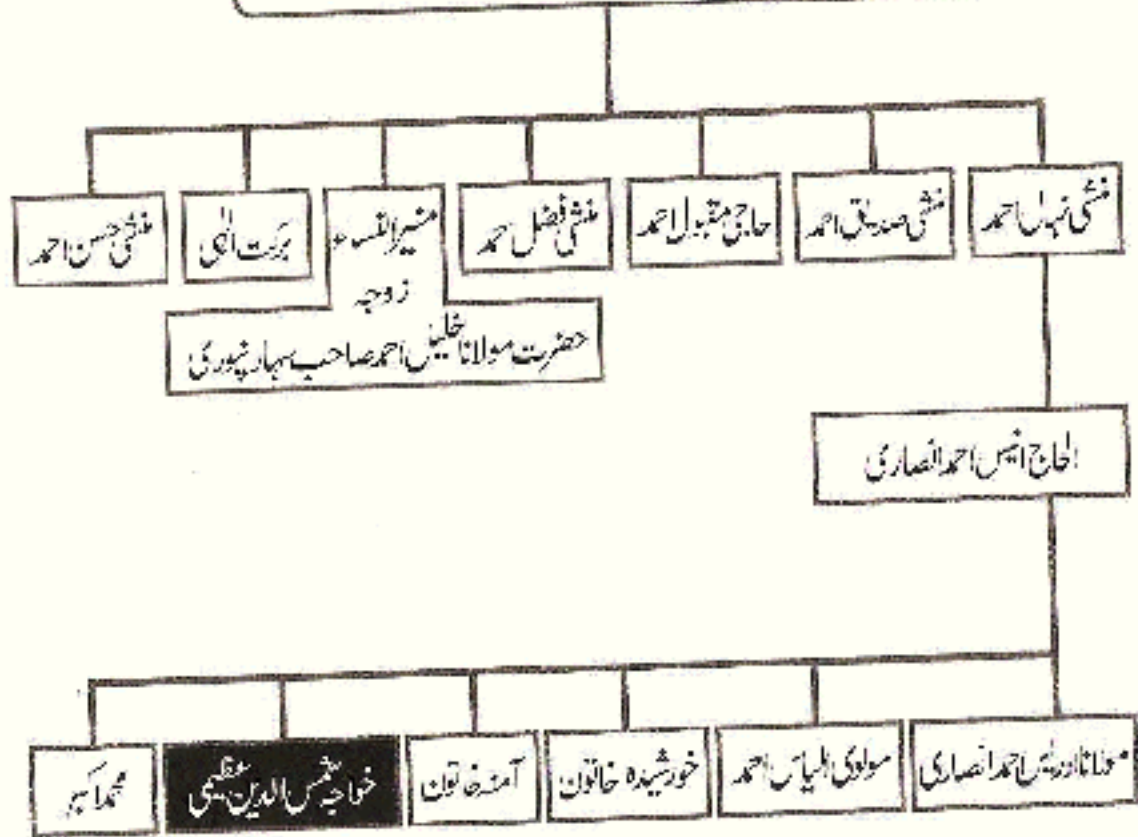 منشی نہال احمد
منشی صدیق احمد
حاجی مقبول احمد
منشی فضل احمد
منیر النساء
زوجہ
حضرت مولانا خلیل احمد صاحب سہارنپوری
برکت الٰہی
منشی حسن احمد
الحاج انیس احمد انصاری
مولانا ادریس احمد انصاری
مولوی الیاس احمد
خورشیدہ خاتون
آمنہ خاتون
خواجہ شمس الدین عظیمی
محمد اکبر